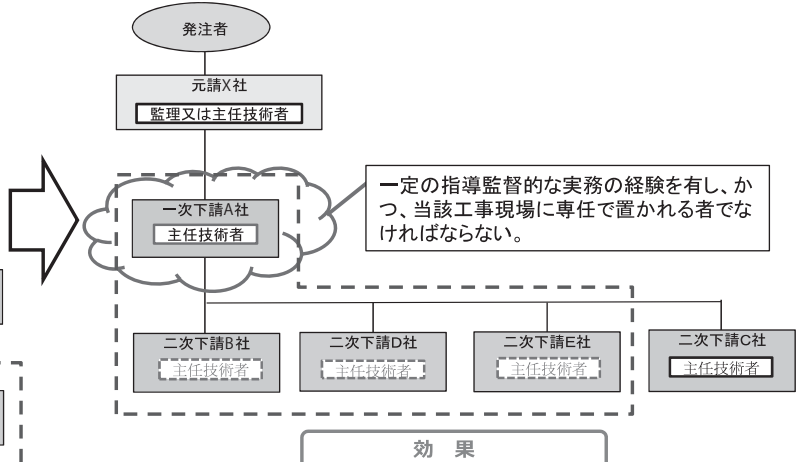 発注者
元請X社
監理又は主任技術者
一定の指導監督的な実務の経験を有し、か
つ、当該工事現場に専任で置かれる者でな
ければならない。
一次下請A社
主任技術者
二次下請B社
主任技術者
二次下請D社
主任技術者
二次下請E社
主任技術者
二次下請C社
主任技術者
効 果